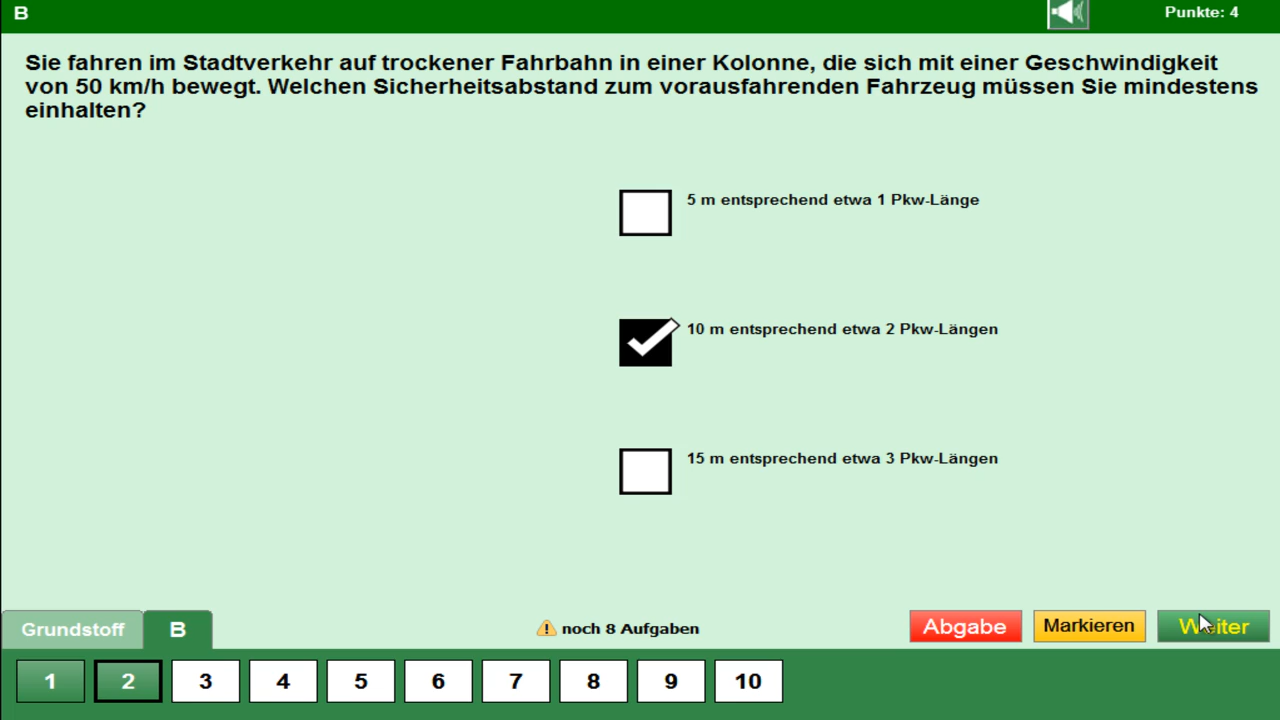 B
Punkte: 4
Sie fahren im Stadtverkehr auf trockener Fahrbahn in einer Kolonne, die sich mit einer Geschwindigkeit
von 50 km/h bewegt. Welchen Sicherheitsabstand zum vorausfahrenden Fahrzeug müssen Sie mindestens
einhalten?
5 m entsprechend etwa 1 Pkw-Länge
10 m entsprechend etwa 2 Pkw-Längen
15 m entsprechend etwa 3 Pkw-Längen
Grundstoff
B
noch 8 Aufgaben
Abgabe
Markieren
Weiter
1 2 3 4 5 6 7 8 9 10